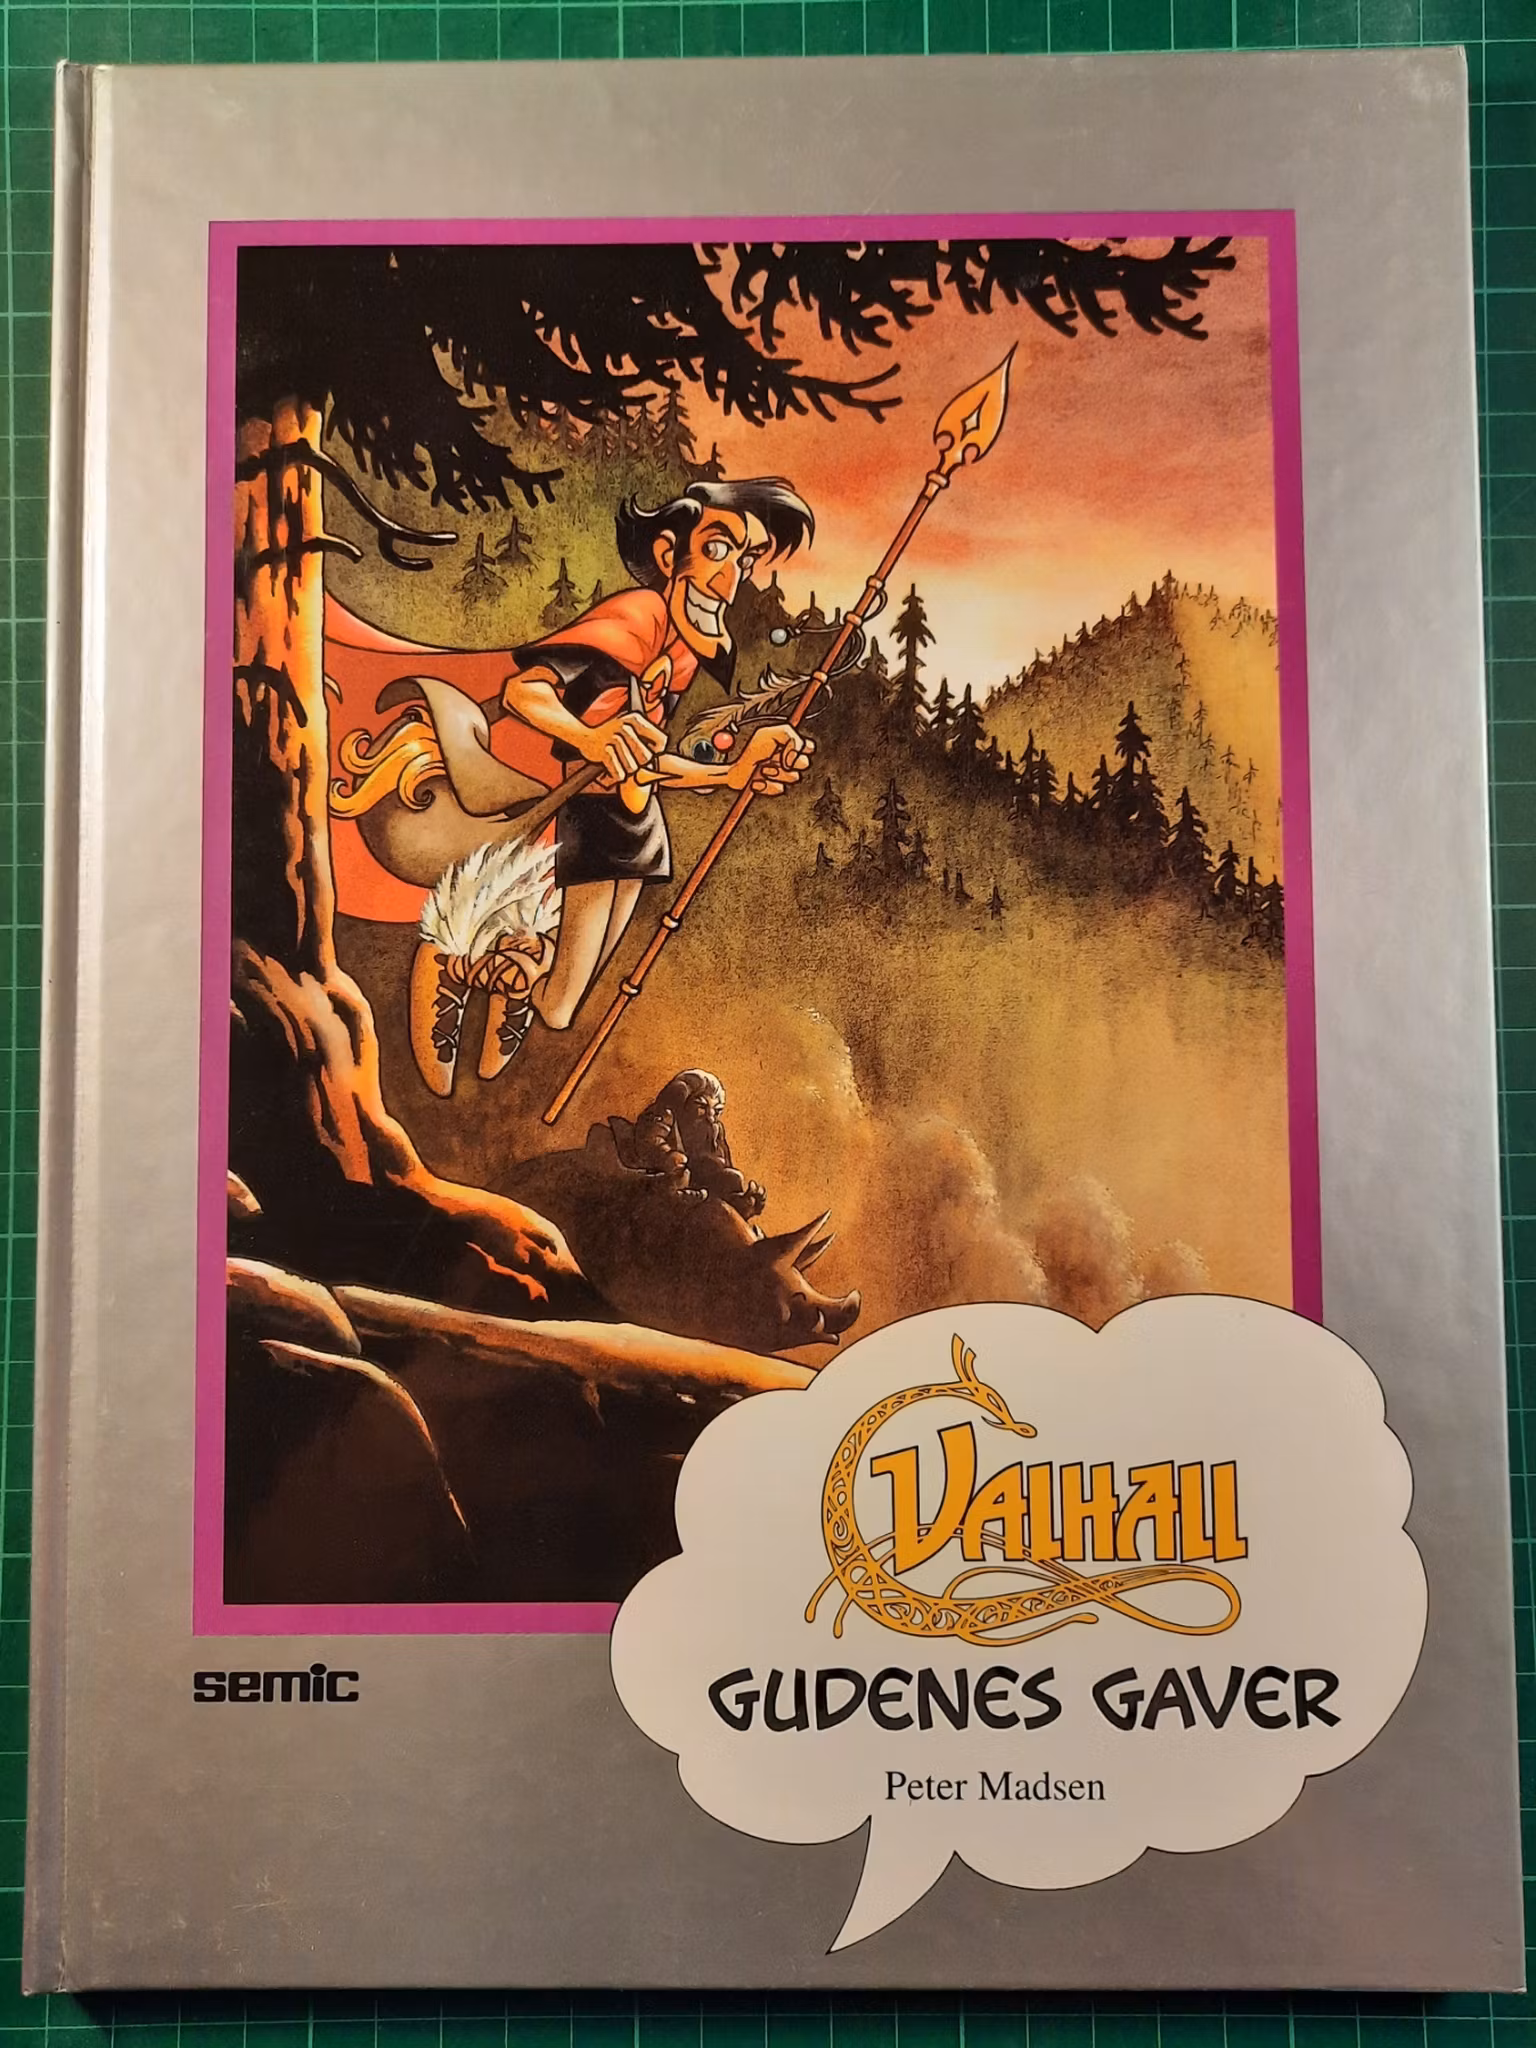 VALHALL
GUDENES GAVER
Peter Madsen
semic